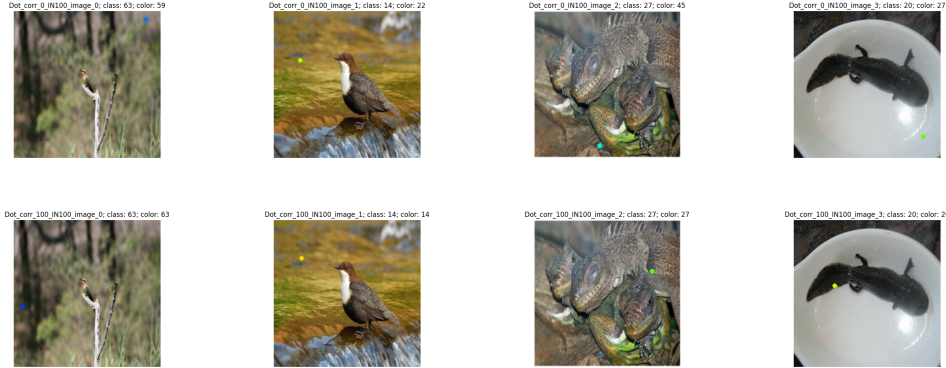 Dot_corr_0_IN100_image_0; class: 63; color: 59
Dot_corr_0_IN100_image_1; class: 14; color: 22
Dot_corr_0_IN100_image_2; class: 27; color: 45
Dot_corr_0_IN100_image_3; class: 20; color: 27
Dot_corr_100_IN100_image_0; class: 63; color: 63
Dot_corr_100_IN100_image_1; class: 14; color: 14
Dot_corr_100_IN100_image_2; class: 27; color: 27
Dot_corr_100_IN100_image_3; class: 20; color: